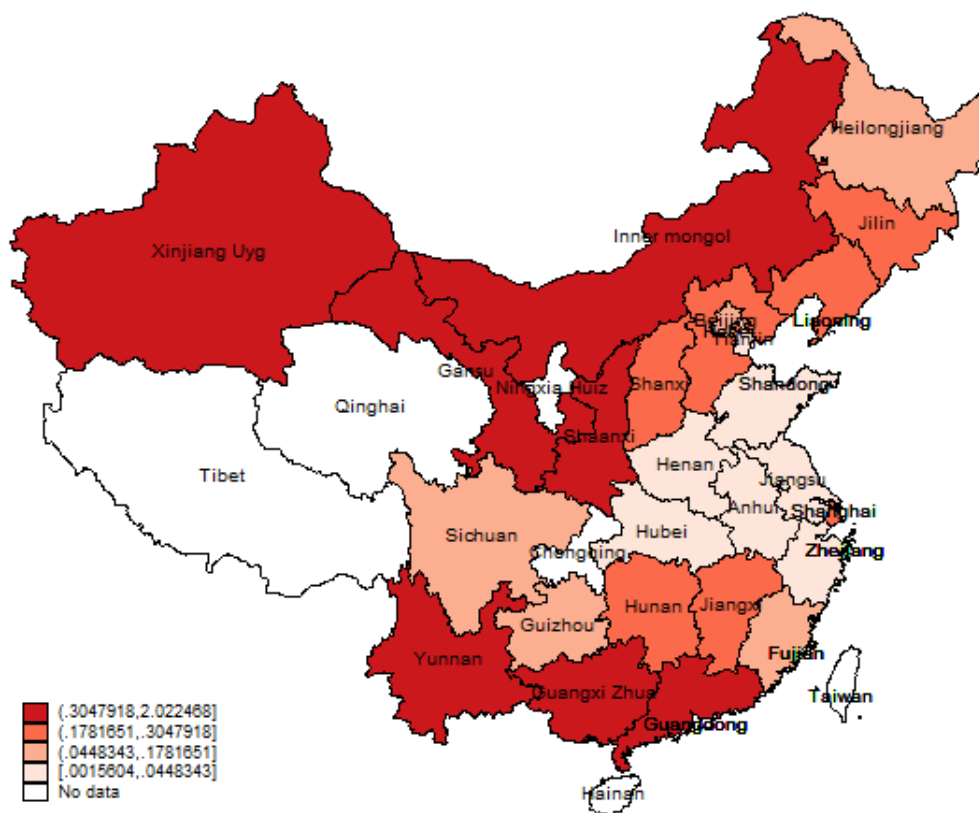 Heilongjiang
Jilin
Inner mongol
Xinjiang Uyg
Beijing
Liaoning
Hebei
Tianjin
Gansu
Ningxia Huiz
Shanxi
Shandong
Qinghai
Shaanxi
Henan
Tibet
Jiangsu
Anhui
Shanghai
Sichuan
Hubei
Chongqing
Zhejiang
Hunan
Jiangxi
Guizhou
Yunnan
Fujian
Guangxi Zhua
Taiwan
Guangdong
Hainan
(.3047918,2.022468]
(.1781651,.3047918]
(.0448343,.1781651]
[.0015604,.0448343]
No data